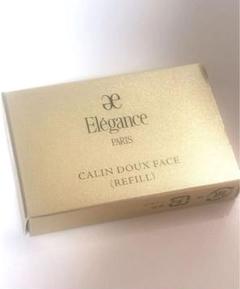 Elégance
PARIS
CALIN DOUX FACE
(REFILL)